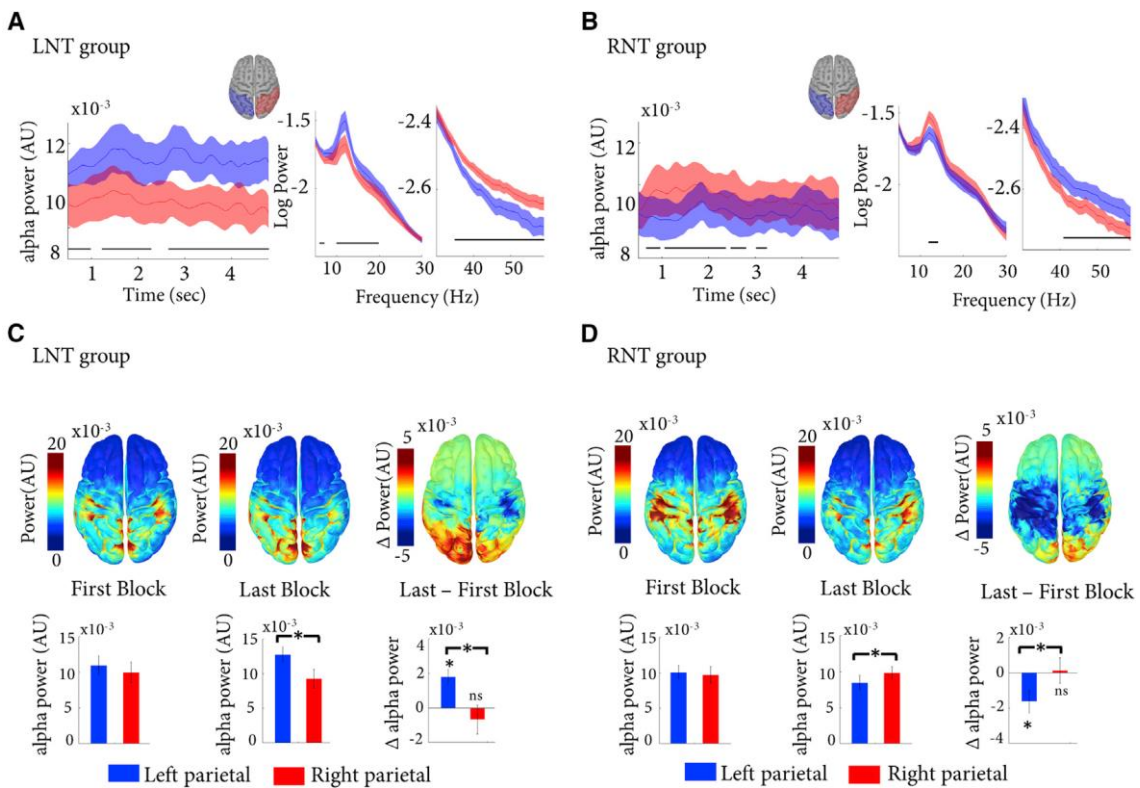 A
LNT group
x10-3
alpha power (AU)
12
10
8
1 2 3 4
Time (sec)
Log Power
-1.5
-2
10 20 30
-2.4
-2.6
40 50
Frequency (Hz)
B
RNT group
x10-3
alpha power (AU)
12
10
8
1 2 3 4
Time (sec)
Log Power
-1.5
-2
10 20 30
-2.4
-2.6
40 50
Frequency (Hz)
C
LNT group
x10-3
Power(AU)
20
0
First Block
x10-3
Power(AU)
20
0
Last Block
x10-3
Δ Power(AU)
5
-5
Last – First Block
x10-3
alpha power (AU)
15
10
5
0
x10-3
alpha power (AU)
15
10
5
0
*
x10-3
Δ alpha power
4
2
0
-2
*
*
ns
Left parietal Right parietal
D
RNT group
x10-3
Power(AU)
20
0
First Block
x10-3
Power(AU)
20
0
Last Block
x10-3
Δ Power(AU)
5
-5
Last – First Block
x10-3
alpha power (AU)
15
10
5
0
x10-3
alpha power (AU)
15
10
5
0
*
x10-3
Δ alpha power
2
0
-2
-4
*
ns
*
Left parietal Right parietal